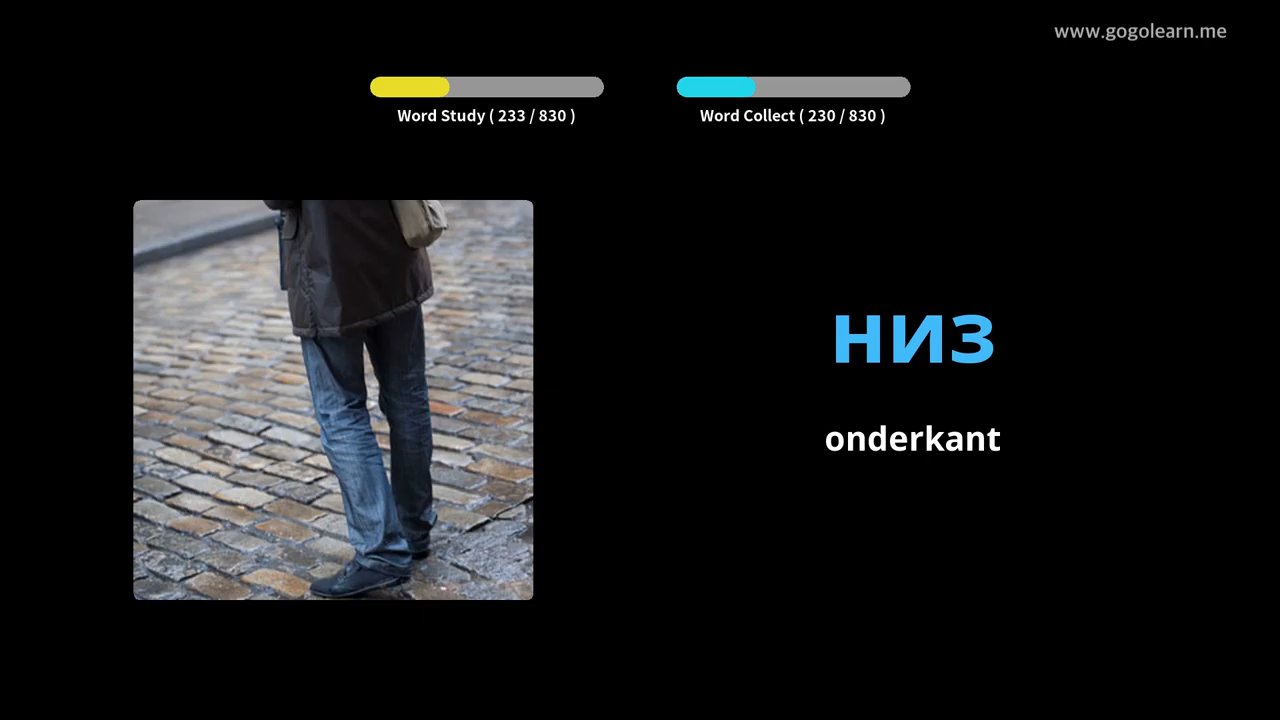 www.gogolearn.me
Word Study ( 233 / 830 )
Word Collect ( 230 / 830 )
низ
onderkant